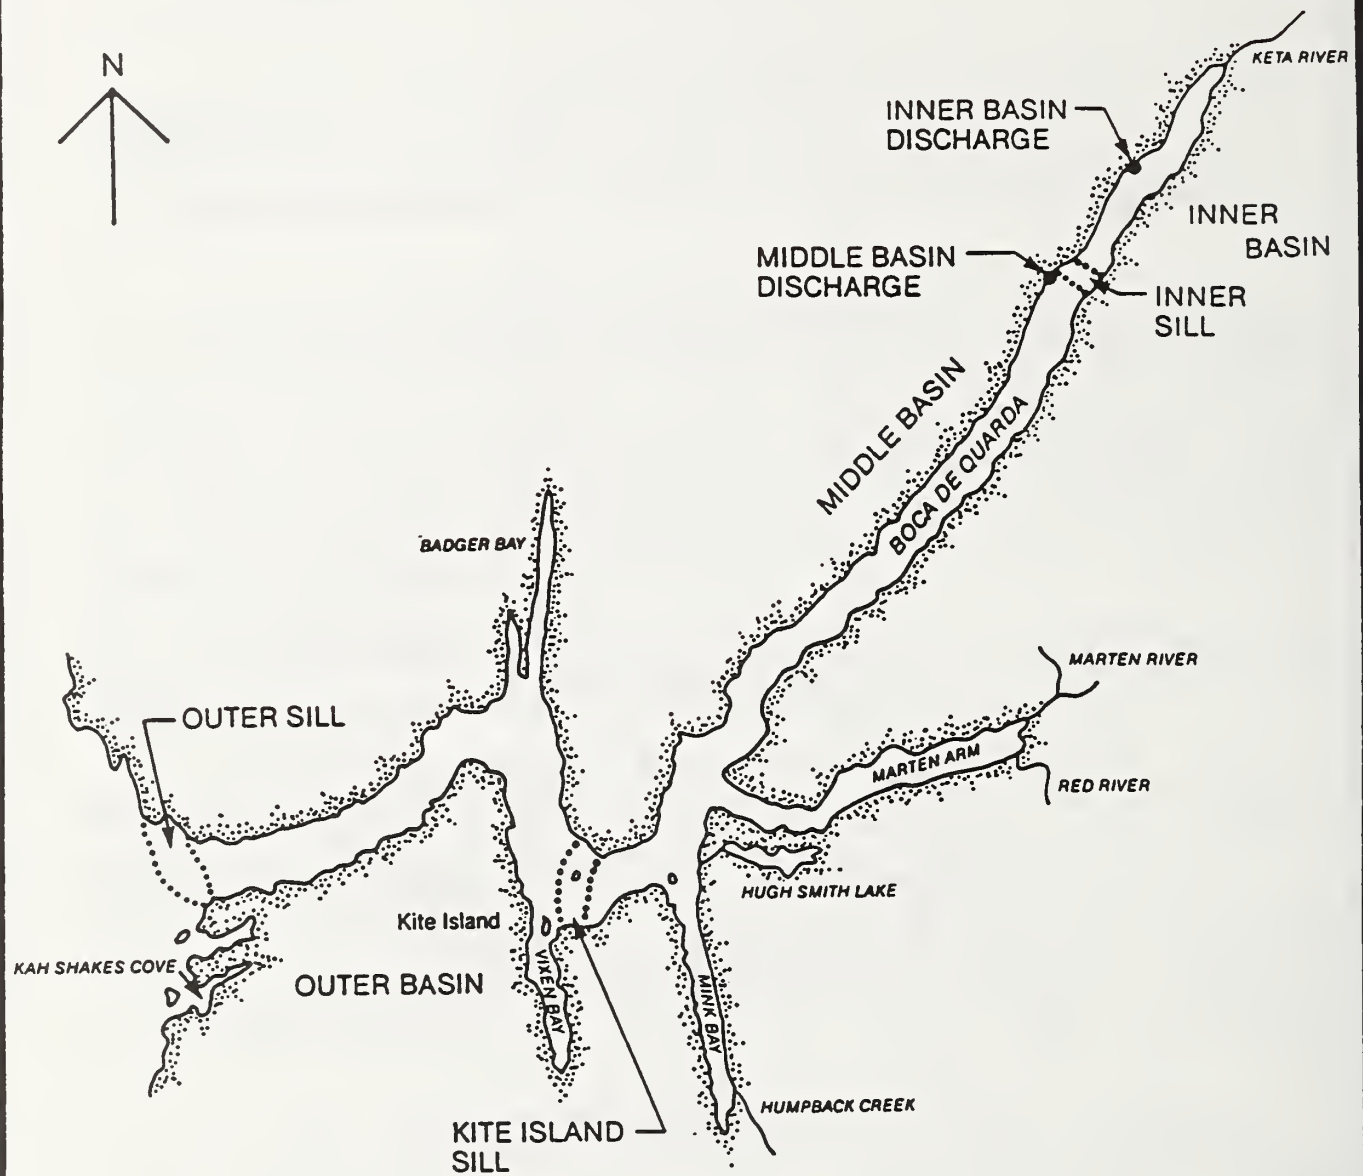 N
KETA RIVER
INNER BASIN
DISCHARGE
INNER
BASIN
MIDDLE BASIN
DISCHARGE
INNER
SILL
MIDDLE BASIN
BOCA DE QUARDA
BADGER BAY
MARTEN RIVER
OUTER SILL
MARTEN ARM
RED RIVER
HUGH SMITH LAKE
Kite Island
KAH SHAKES COVE
OUTER BASIN
VIXEN BAY
MINK BAY
HUMPBACK CREEK
KITE ISLAND
SILL